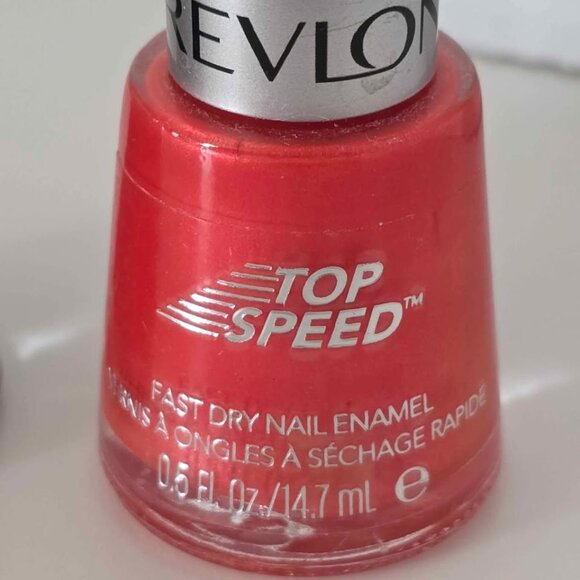 REVLON
TOP
SPEED™
FAST DRY NAIL ENAMEL
VERNIS À ONGLES À SÉCHAGE RAPIDE
0.5 Fl. Oz./14.7 mL ℮